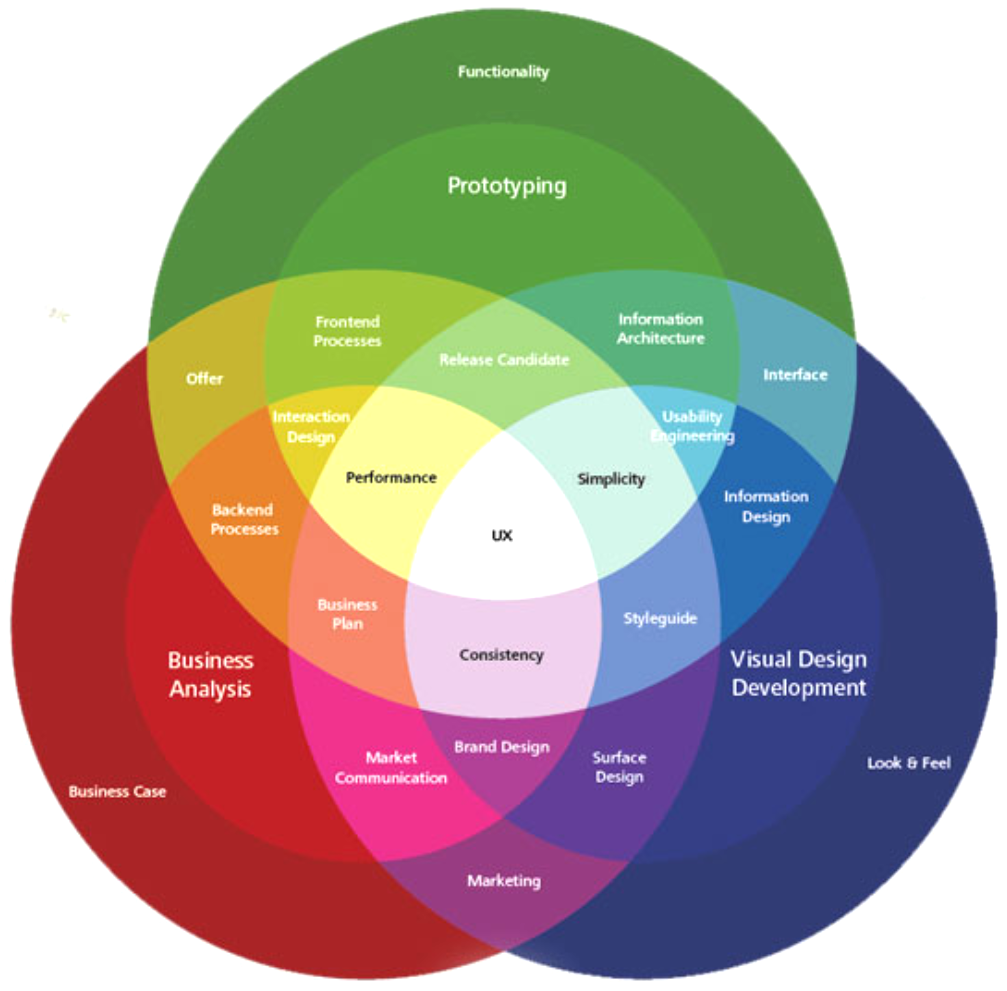 Functionality
Prototyping
Frontend
Processes
Information
Architecture
Release Candidate
Offer
Interface
Interaction
Design
Usability
Engineering
Performance
Simplicity
Backend
Processes
Information
Design
UX
Business
Plan
Styleguide
Consistency
Business
Analysis
Visual Design
Development
Brand Design
Market
Communication
Surface
Design
Look & Feel
Business Case
Marketing